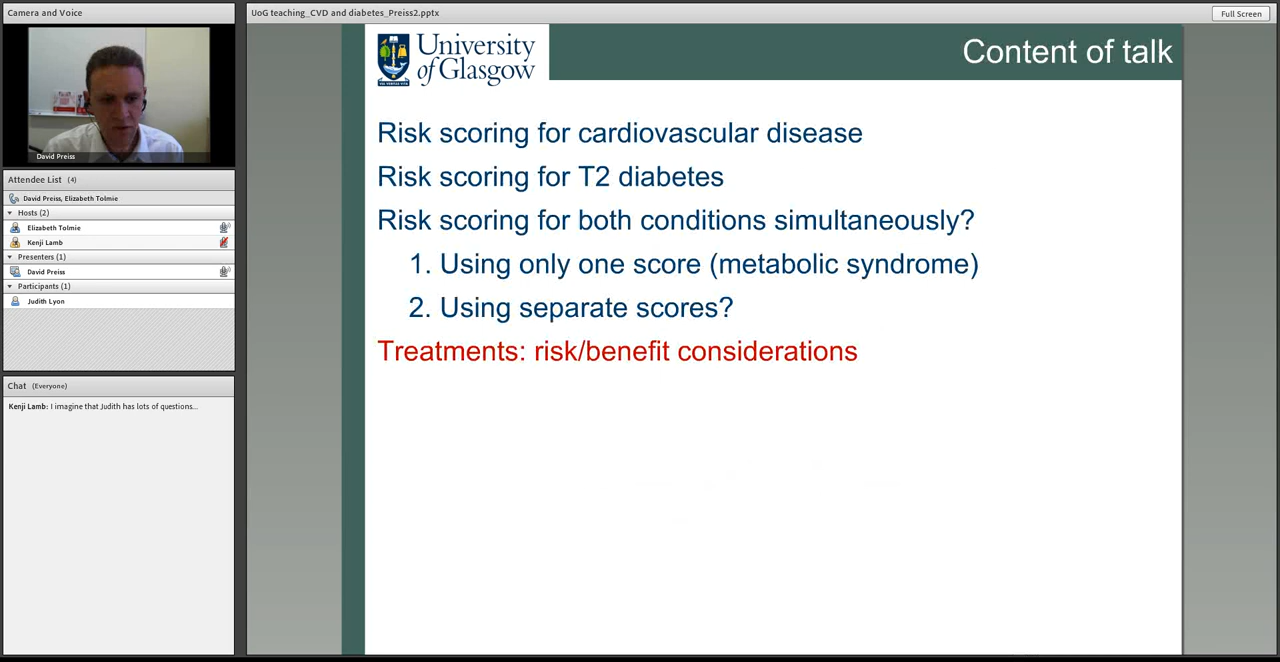 Camera and Voice
David Preiss
Attendee List (4)
David Preiss, Elizabeth Tolmie
Hosts (2)
Elizabeth Tolmie
Kenji Lamb
Presenters (1)
David Preiss
Participants (1)
Judith Lyon
Chat (Everyone)
Kenji Lamb: I imagine that Judith has lots of questions...
UoG teaching_CVD and diabetes_Preiss2.pptx
Full Screen
University
of Glasgow
Content of talk
Risk scoring for cardiovascular disease
Risk scoring for T2 diabetes
Risk scoring for both conditions simultaneously?
1. Using only one score (metabolic syndrome)
2. Using separate scores?
Treatments: risk/benefit considerations